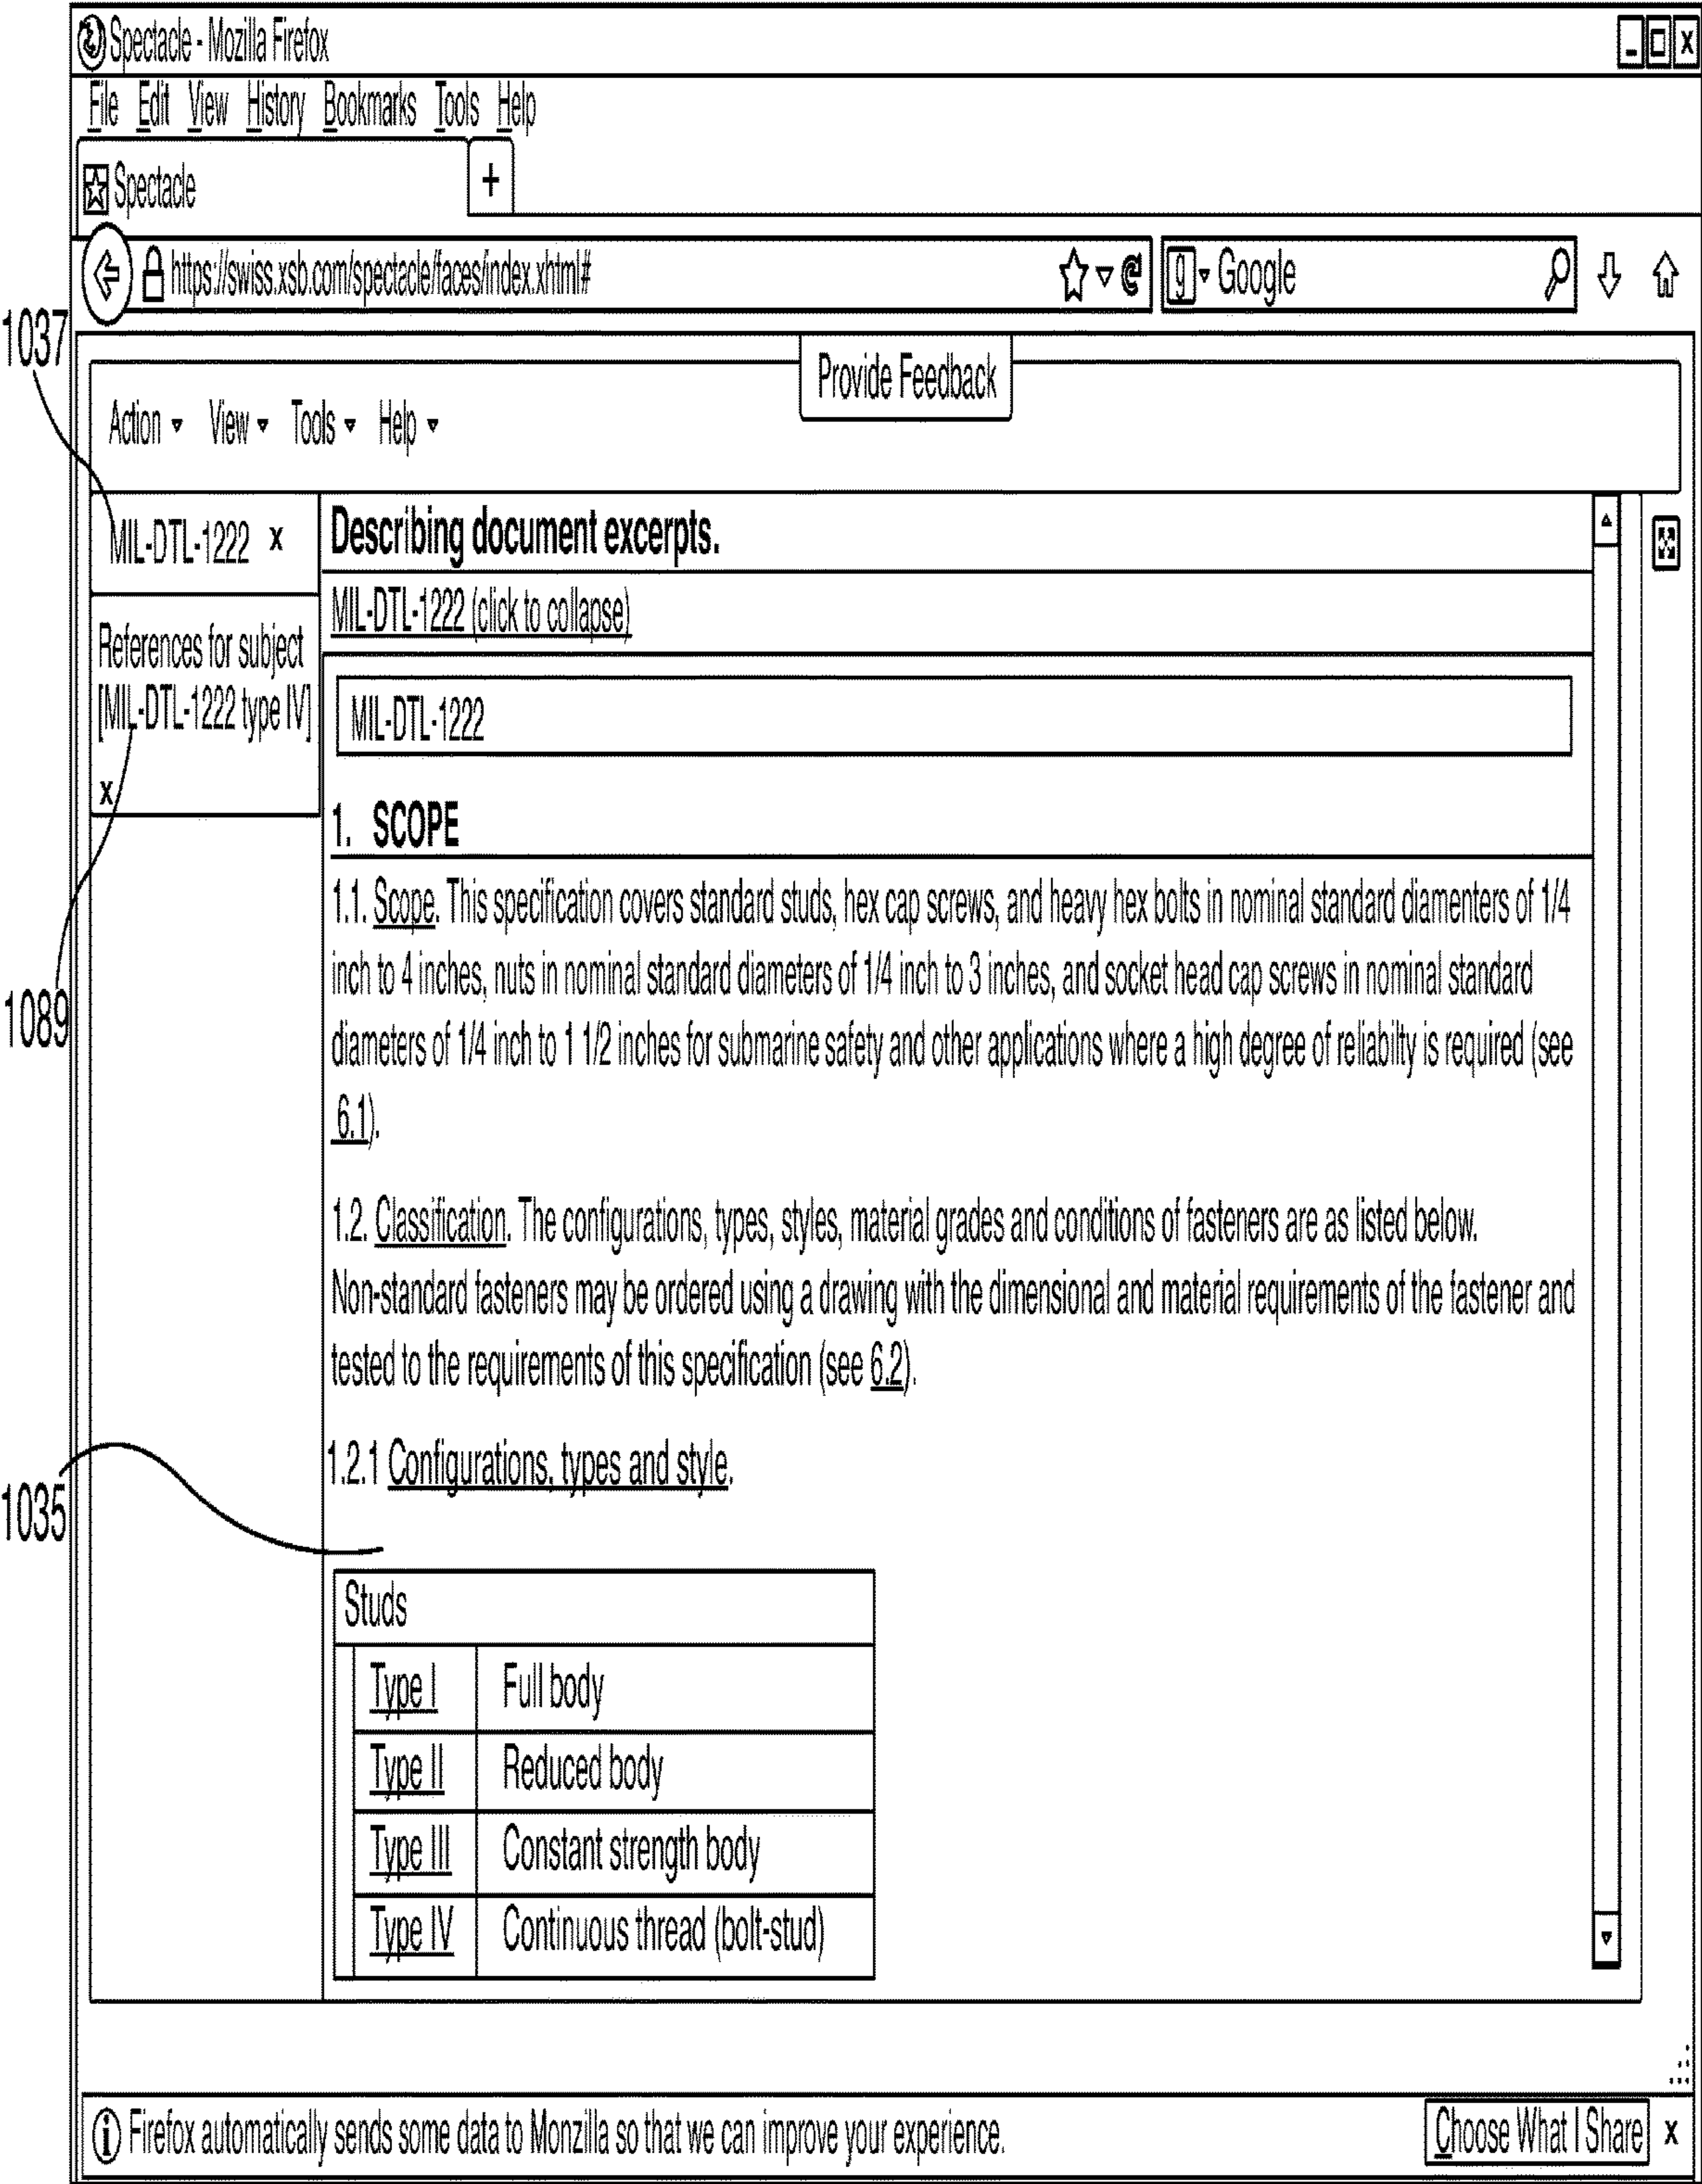 Spectacle - Mozilla Firefox
File Edit View History Bookmarks Tools Help
Spectacle +
https://swiss.xsb.com/spectacle/faces/index.xhtml#
g Google
1037
Provide Feedback
Action View Tools Help
MIL-DTL-1222 x
Describing document excerpts.
MIL-DTL-1222 (click to collapse)
References for subject
[MIL-DTL-1222 type IV]
x
MIL-DTL-1222
1. SCOPE
1.1. Scope. This specification covers standard studs, hex cap screws, and heavy hex bolts in nominal standard diamenters of 1/4
inch to 4 inches, nuts in nominal standard diameters of 1/4 inch to 3 inches, and socket head cap screws in nominal standard
1089
diameters of 1/4 inch to 1 1/2 inches for submarine safety and other applications where a high degree of reliabilty is required (see
6.1).
1.2. Classification. The configurations, types, styles, material grades and conditions of fasteners are as listed below.
Non-standard fasteners may be ordered using a drawing with the dimensional and material requirements of the fastener and
tested to the requirements of this specification (see 6.2).
1.2.1 Configurations, types and style.
1035
Studs
Type I Full body
Type II Reduced body
Type III Constant strength body
Type IV Continuous thread (bolt-stud)
Firefox automatically sends some data to Monzilla so that we can improve your experience.
Choose What I Share x